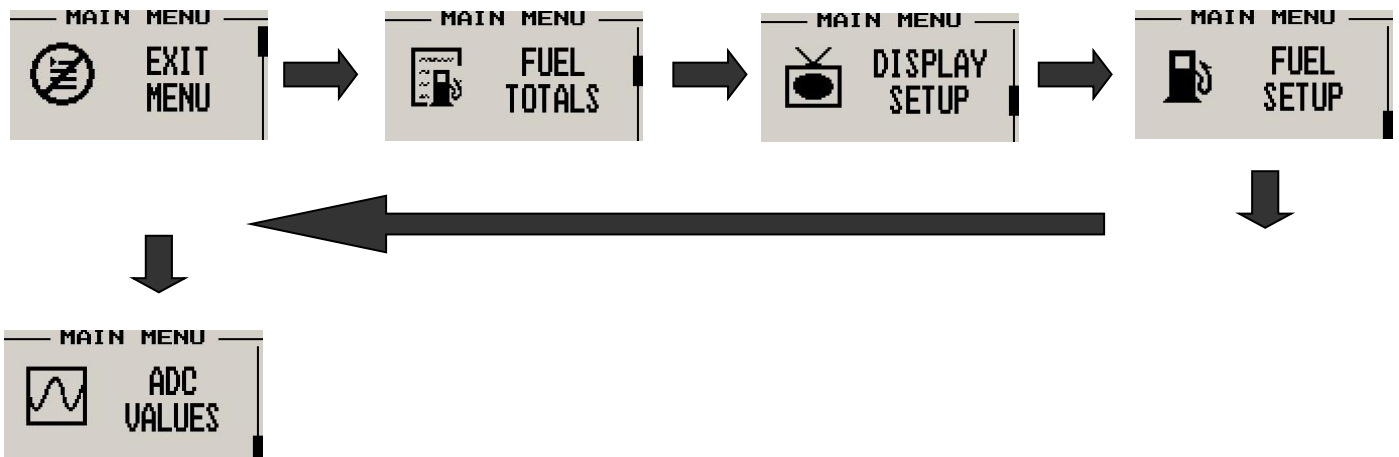 MAIN MENU
EXIT
MENU
MAIN MENU
FUEL
TOTALS
MAIN MENU
DISPLAY
SETUP
MAIN MENU
FUEL
SETUP
MAIN MENU
ADC
VALUES